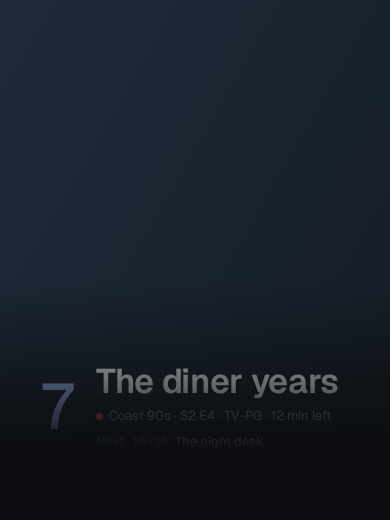 7
The diner years
Coast 90s · S2 E4 · TV-PG · 12 min left
Next 10:30 The night desk